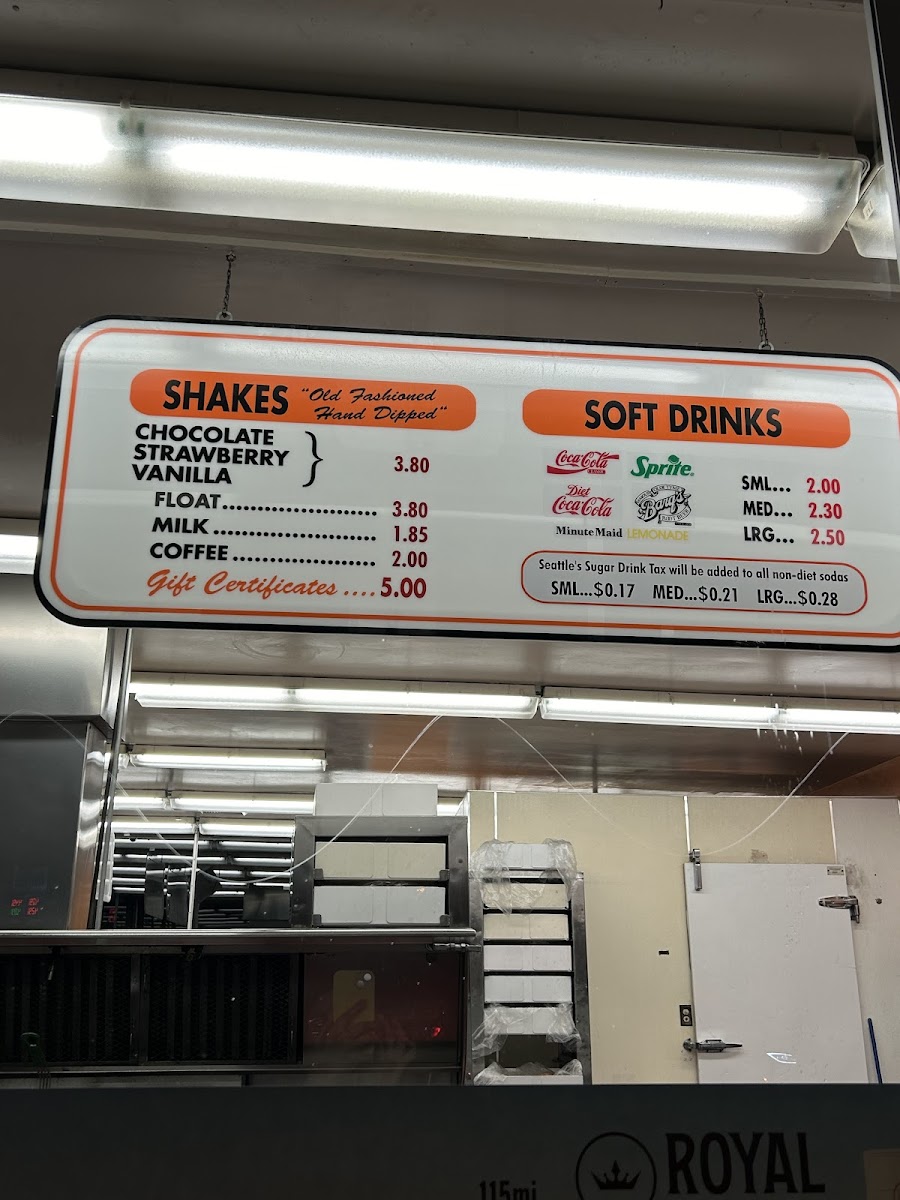 SHAKES "Old Fashioned
Hand Dipped"
CHOCOLATE
STRAWBERRY } 3.80
VANILLA
FLOAT.......................... 3.80
MILK ........................... 1.85
COFFEE ....................... 2.00
Gift Certificates .... 5.00
SOFT DRINKS
Coca-Cola Sprite
Diet
Coca-Cola Barq's
Minute Maid LEMONADE
SML... 2.00
MED... 2.30
LRG... 2.50
Seattle's Sugar Drink Tax will be added to all non-diet sodas
SML...$0.17 MED...$0.21 LRG...$0.28
115mi ROYAL